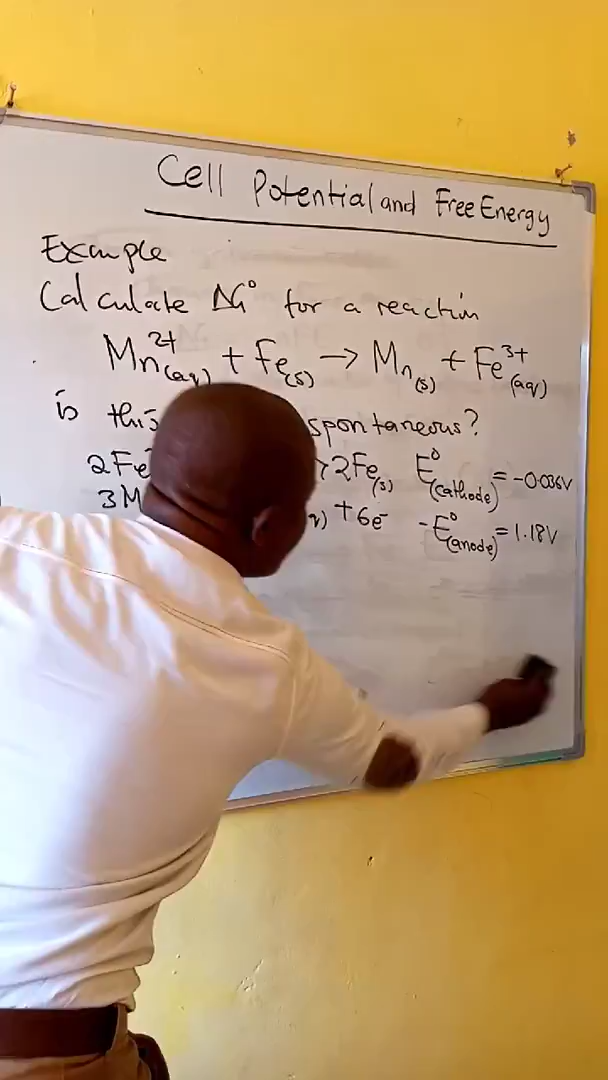 Cell Potential and Free Energy
Example
Calculate ΔG° for a reaction
Mn²⁺(aq) + Fe(s) → Mn(s) + Fe³⁺(aq)
is this spontaneous?
2Fe 2Fe(s) E°(cathode) = -0.036V
3M + 6e⁻ -E°(anode) = 1.18V